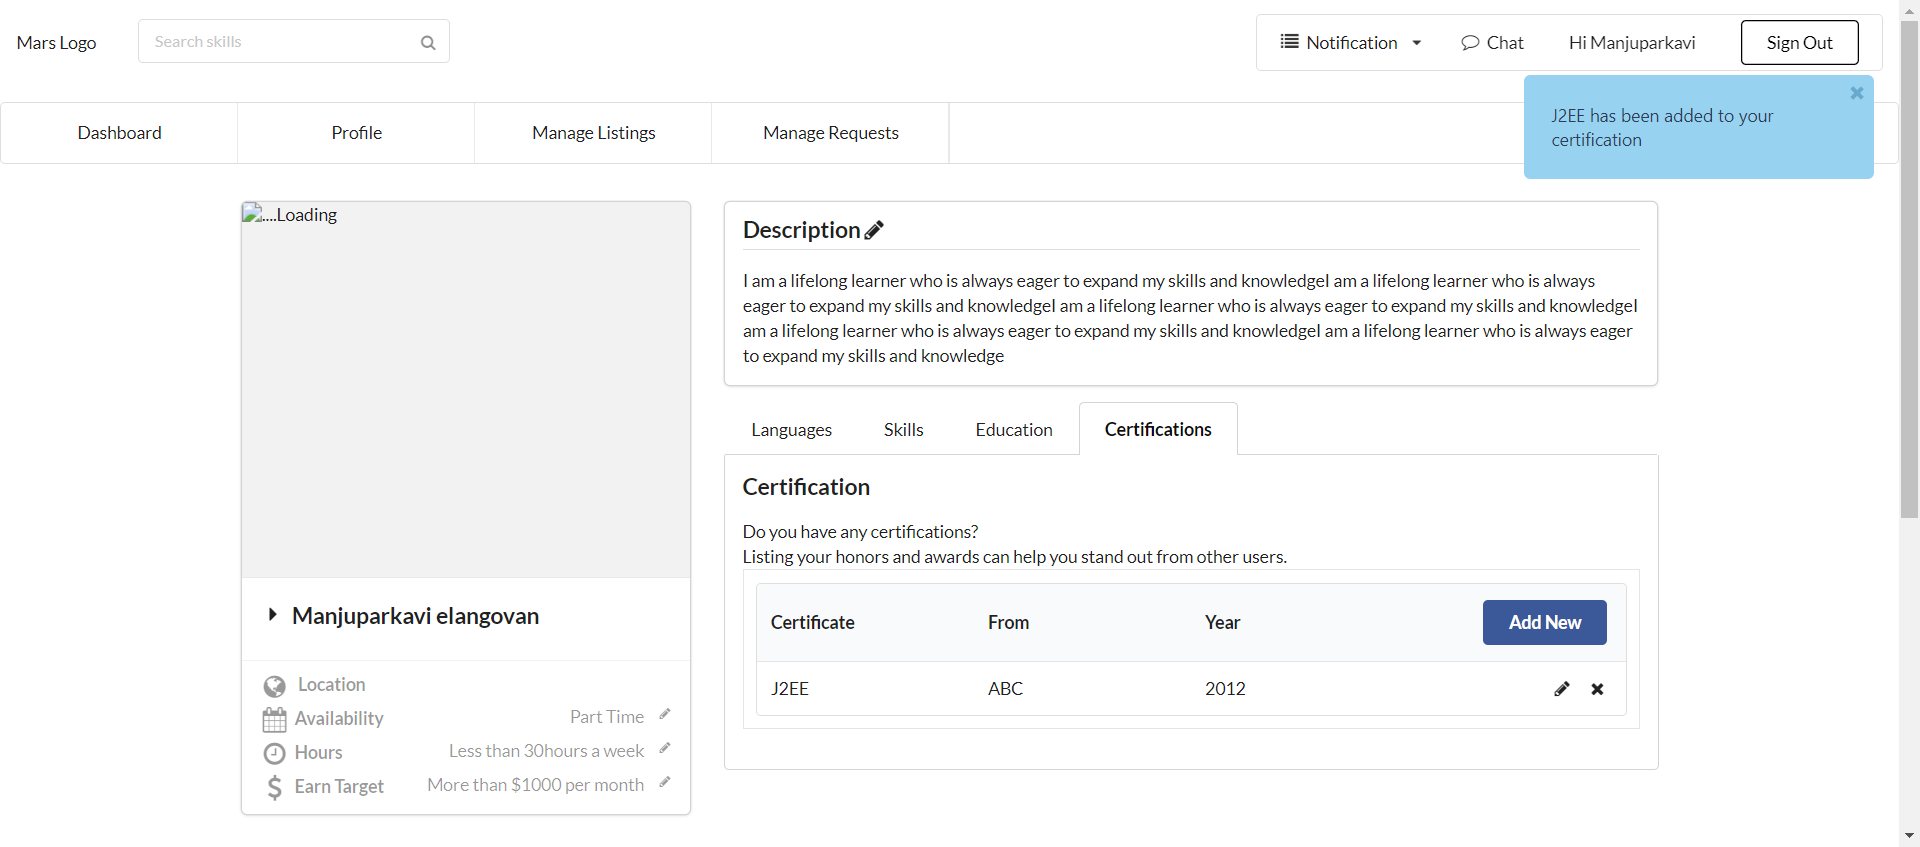 Mars Logo
Search skills
Notification
Chat
Hi Manjuparkavi
Sign Out
J2EE has been added to your
certification
Dashboard
Profile
Manage Listings
Manage Requests
....Loading
Manjuparkavi elangovan
Location
Availability
Part Time
Hours
Less than 30hours a week
Earn Target
More than $1000 per month
Description
I am a lifelong learner who is always eager to expand my skills and knowledgeI am a lifelong learner who is always
eager to expand my skills and knowledgeI am a lifelong learner who is always eager to expand my skills and knowledgeI
am a lifelong learner who is always eager to expand my skills and knowledgeI am a lifelong learner who is always eager
to expand my skills and knowledge
Languages
Skills
Education
Certifications
Certification
Do you have any certifications?
Listing your honors and awards can help you stand out from other users.
Certificate
From
Year
Add New
J2EE
ABC
2012